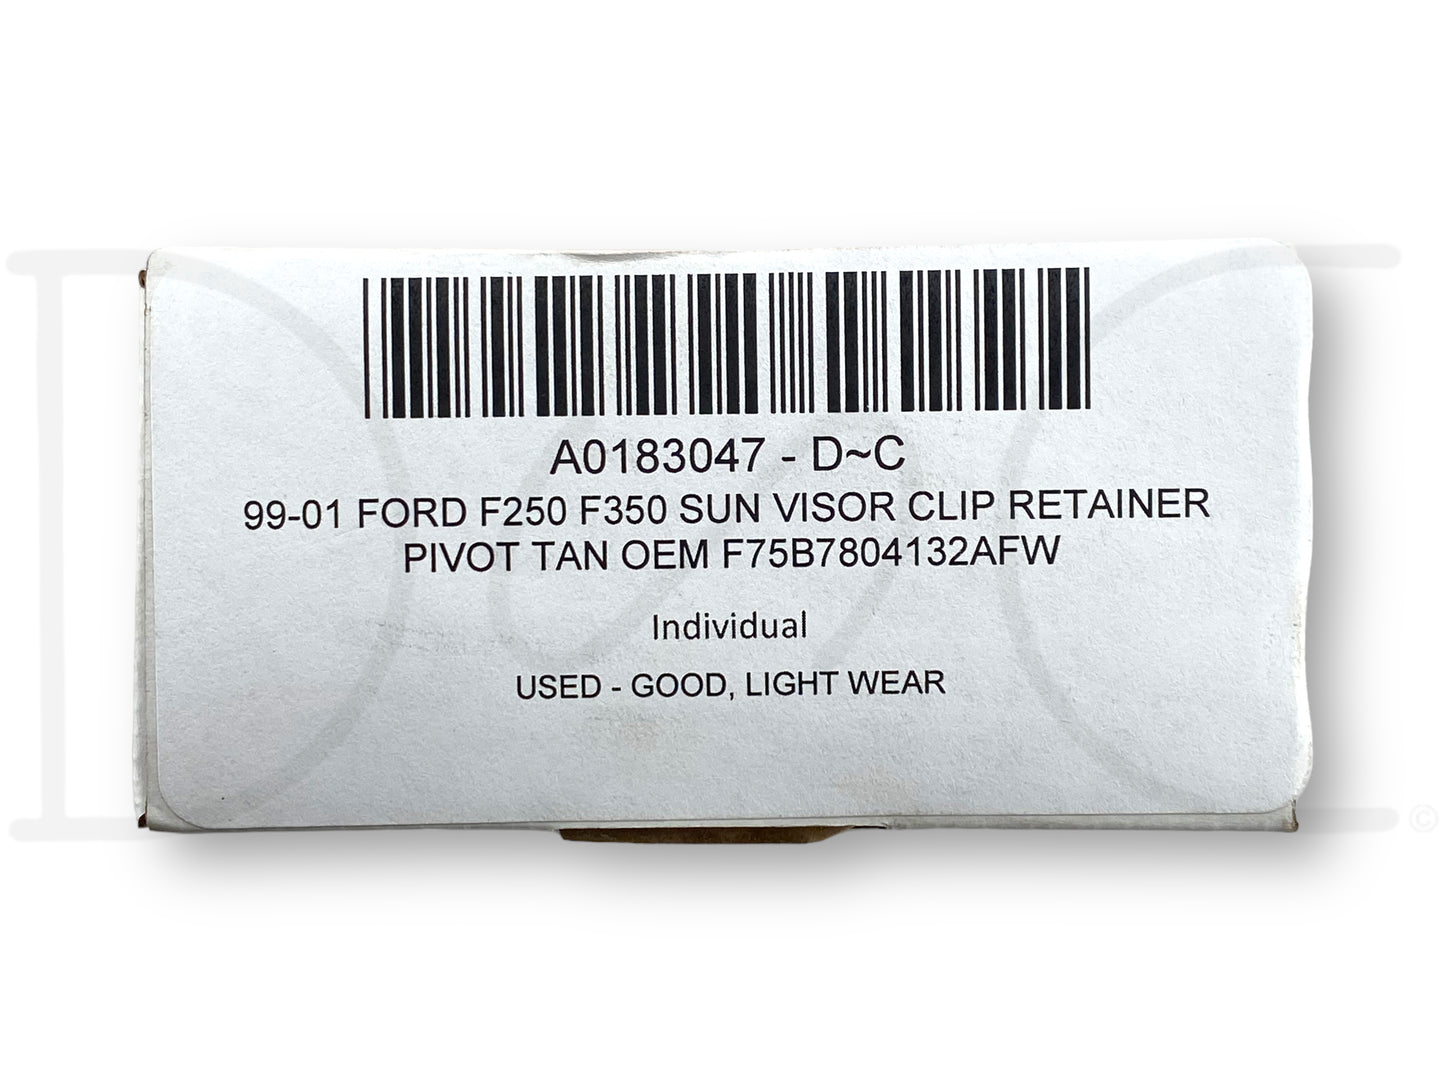 A0183047 - D~C
99-01 FORD F250 F350 SUN VISOR CLIP RETAINER
PIVOT TAN OEM F75B7804132AFW
Individual
USED - GOOD, LIGHT WEAR
©